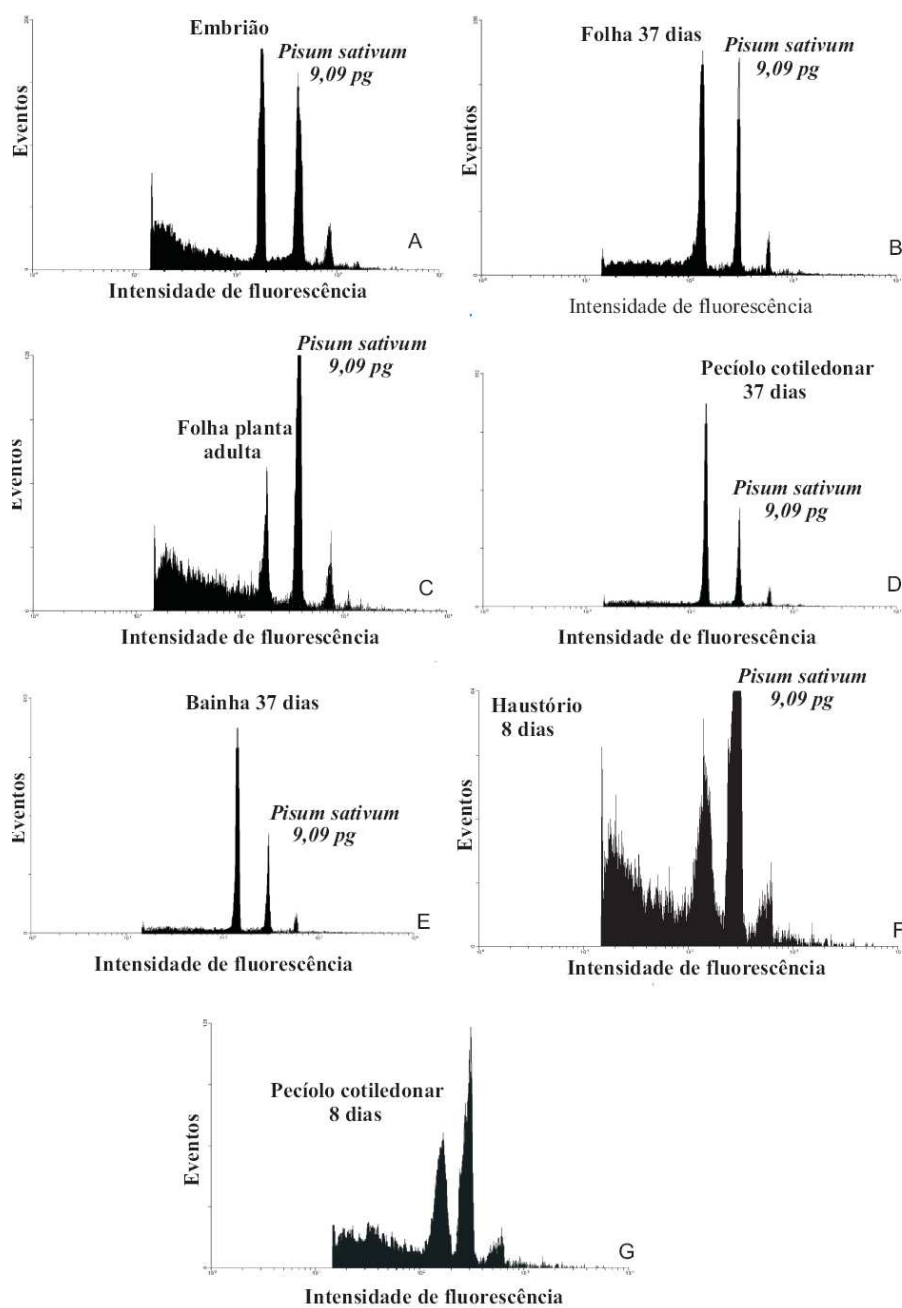 Embrião
Pisum sativum
9,09 pg
Eventos
A
Intensidade de fluorescência
Folha 37 dias
Pisum sativum
9,09 pg
Eventos
B
Intensidade de fluorescência
Pisum sativum
9,09 pg
Folha planta
adulta
Eventos
C
Intensidade de fluorescência
Pecíolo cotiledonar
37 dias
Pisum sativum
9,09 pg
Eventos
D
Intensidade de fluorescência
Bainha 37 dias
Pisum sativum
9,09 pg
Eventos
E
Intensidade de fluorescência
Pisum sativum
9,09 pg
Haustório
8 dias
Eventos
F
Intensidade de fluorescência
Pecíolo cotiledonar
8 dias
Eventos
G
Intensidade de fluorescência